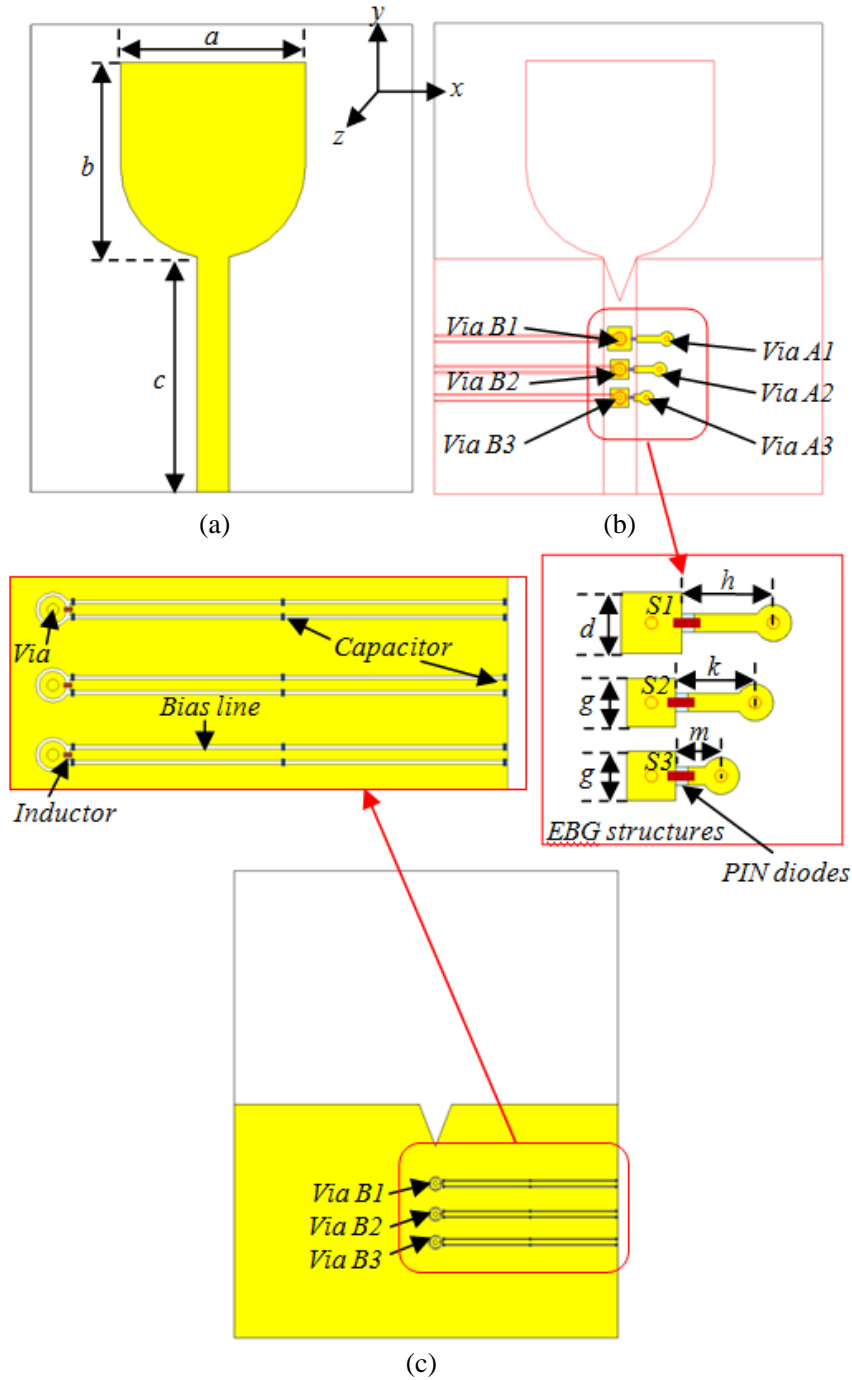 y
a
x
z
b
c
Via B1
Via A1
Via B2
Via A2
Via B3
Via A3
(a)
(b)
Via
Capacitor
Bias line
Inductor
h
S1
d
k
S2
g
m
S3
g
EBG structures
PIN diodes
Via B1
Via B2
Via B3
(c)